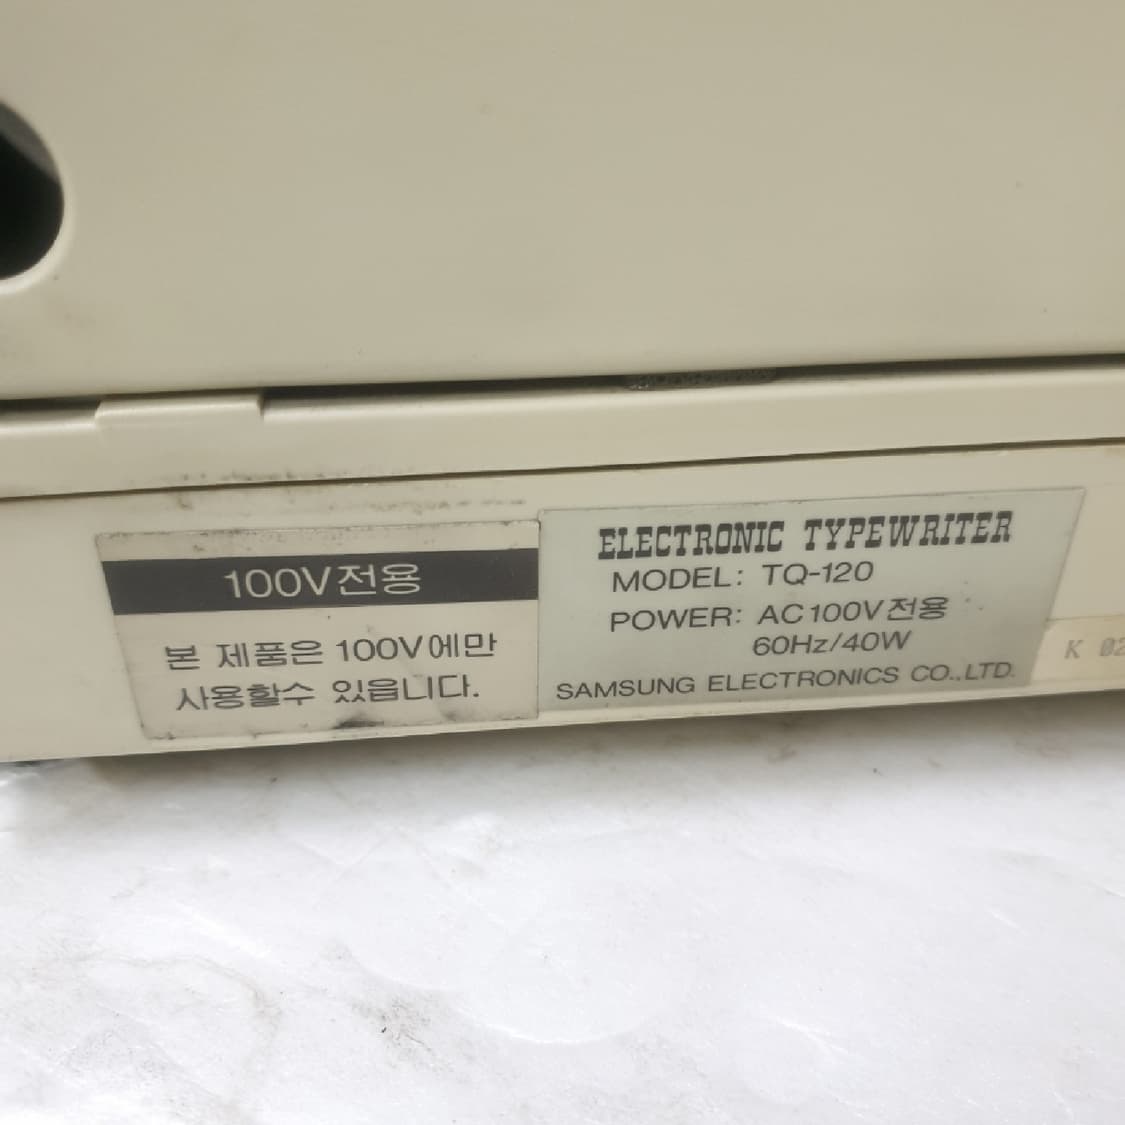 100V전용
본 제품은 100V에만
사용할수 있읍니다.
ELECTRONIC TYPEWRITER
MODEL: TQ-120
POWER: AC100V전용
60Hz/40W
SAMSUNG ELECTRONICS CO.,LTD.
K 02